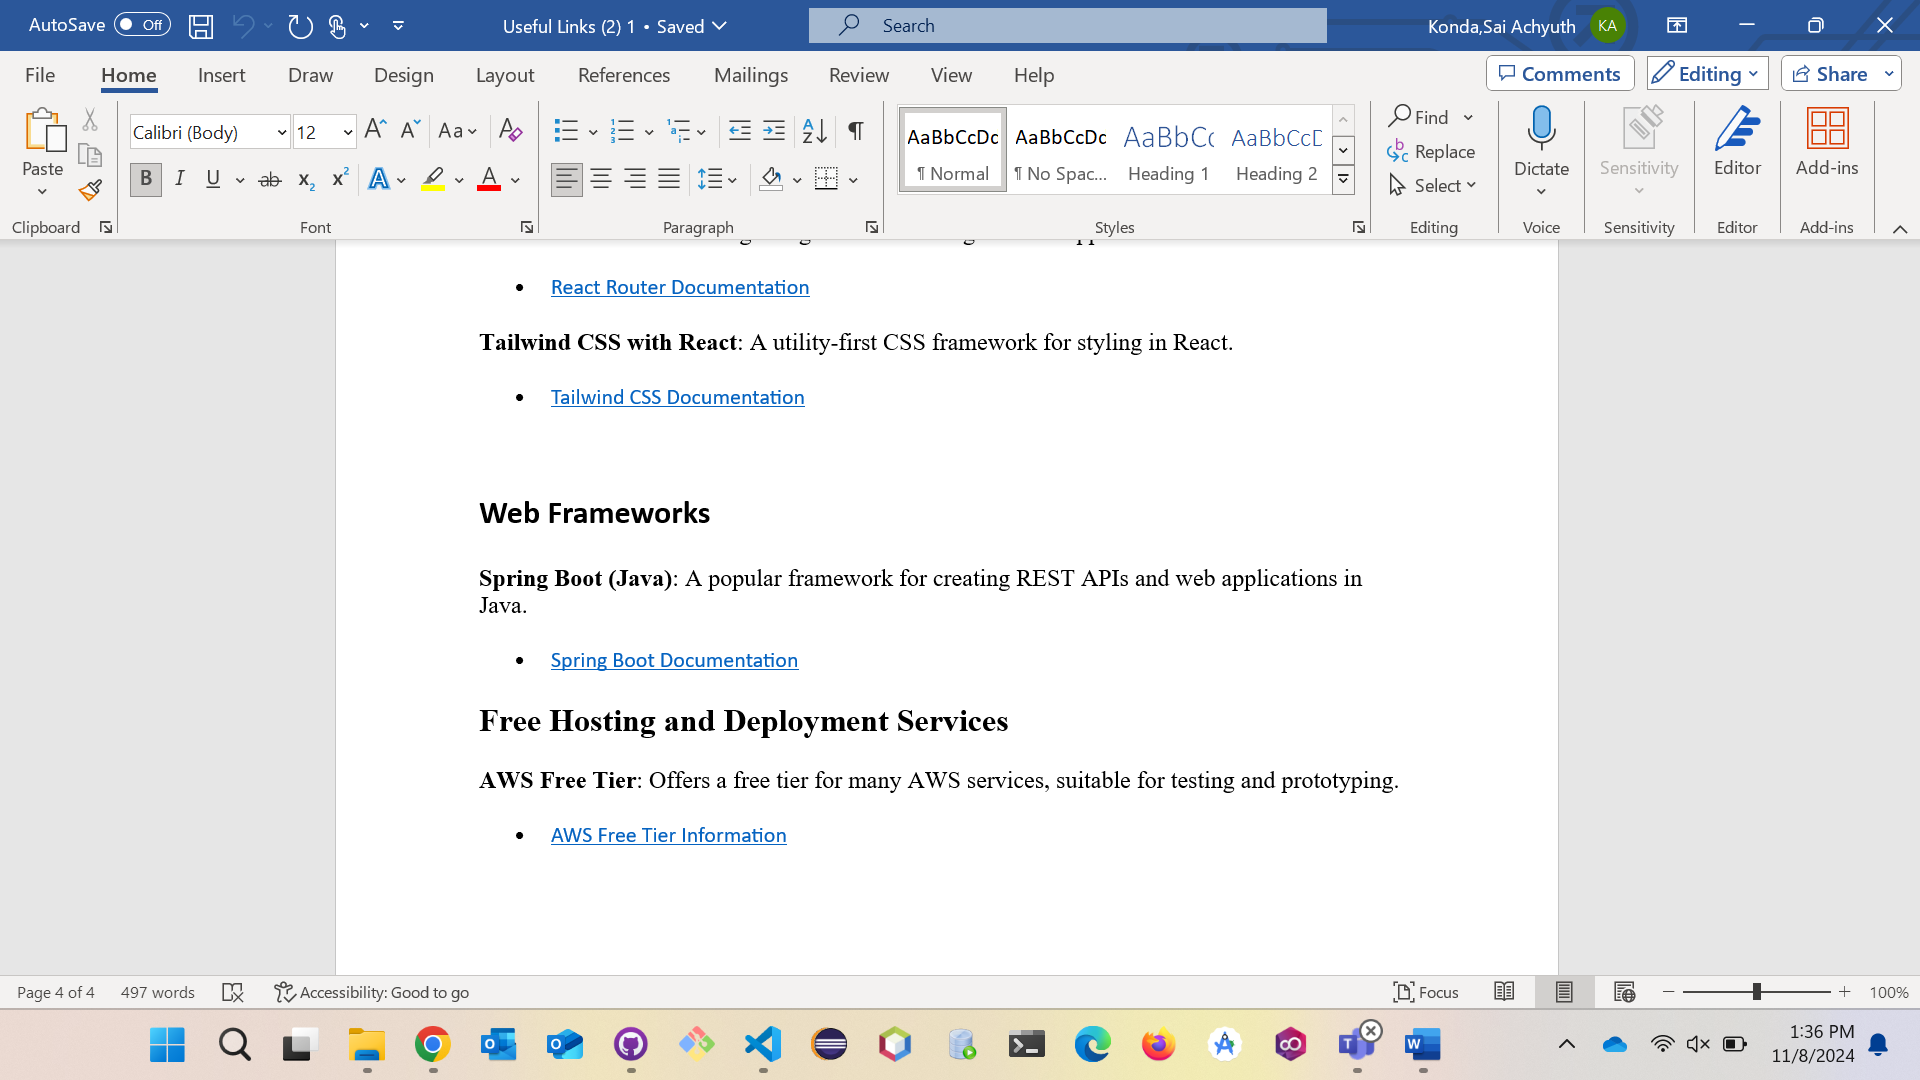 AutoSave Off Useful Links (2) 1 • Saved Search Konda,Sai Achyuth KA
File Home Insert Draw Design Layout References Mailings Review View Help Comments Editing Share
Paste
Clipboard
Calibri (Body) 12 Aa
B I U ab x2 x2 A A
Font
Paragraph
AaBbCcDc AaBbCcDc AaBbCc AaBbCcD
¶ Normal ¶ No Spac... Heading 1 Heading 2
Styles
Find
Replace
Select
Editing
Dictate
Voice
Sensitivity
Sensitivity
Editor
Editor
Add-ins
Add-ins
• React Router Documentation
Tailwind CSS with React: A utility-first CSS framework for styling in React.
• Tailwind CSS Documentation
Web Frameworks
Spring Boot (Java): A popular framework for creating REST APIs and web applications in
Java.
• Spring Boot Documentation
Free Hosting and Deployment Services
AWS Free Tier: Offers a free tier for many AWS services, suitable for testing and prototyping.
• AWS Free Tier Information
Page 4 of 4 497 words Accessibility: Good to go Focus 100%
1:36 PM
11/8/2024